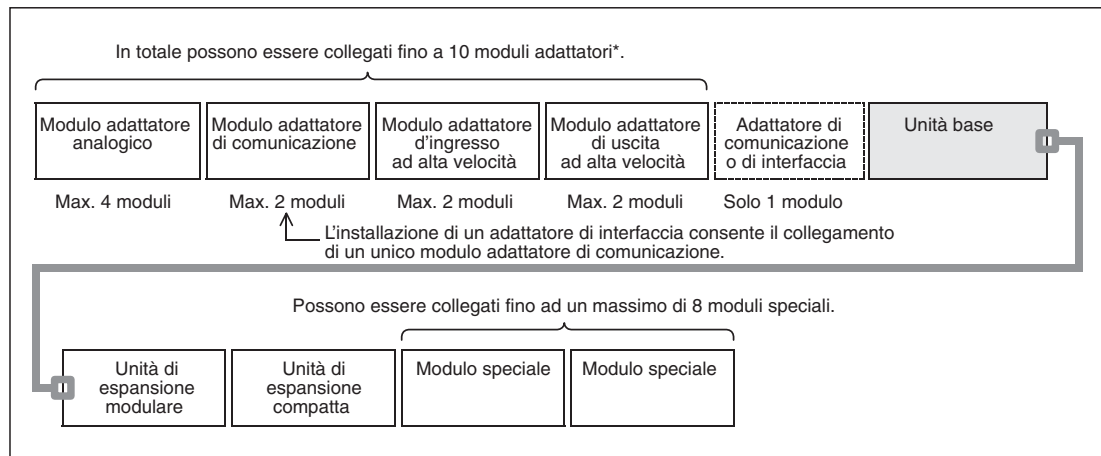 In totale possono essere collegati fino a 10 moduli adattatori*.
Modulo adattatore
analogico
Modulo adattatore
di comunicazione
Modulo adattatore
d'ingresso
ad alta velocità
Modulo adattatore
di uscita
ad alta velocità
Adattatore di
comunicazione
o di interfaccia
Unità base
Max. 4 moduli
Max. 2 moduli
Max. 2 moduli
Max. 2 moduli
Solo 1 modulo
L'installazione di un adattatore di interfaccia consente il collegamento
di un unico modulo adattatore di comunicazione.
Possono essere collegati fino ad un massimo di 8 moduli speciali.
Unità di
espansione
modulare
Unità di
espansione
compatta
Modulo speciale
Modulo speciale